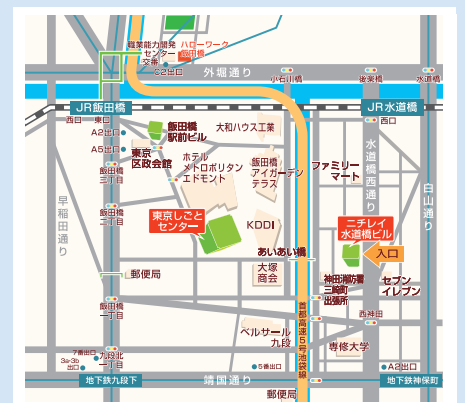 職業能力開発
センター
交番
ハローワーク
飯田橋
C2出口
外堀通り
小石川橋
後楽橋
水道橋
JR飯田橋
JR水道橋
西口
東口
A2出口
A5出口
飯田橋
駅前ビル
大和ハウス工業
西口
東京
区政会館
ホテル
メトロポリタン
エドモント
飯田橋
アイガーデン
テラス
ファミリー
マート
水道橋西通り
白山通り
早稲田通り
飯田橋
三丁目
飯田橋
二丁目
東京しごと
センター
KDDI
ニチレイ
水道橋ビル
入口
あいあい橋
大塚
商会
神田消防署
三崎町
出張所
セブン
イレブン
郵便局
飯田橋
一丁目
首都高速5号池袋線
西神田
ベルサール
九段
専修大学
7番出口
3a・3b
出口
九段北
一丁目
5番出口
A2出口
地下鉄九段下
靖国通り
地下鉄神保町
郵便局